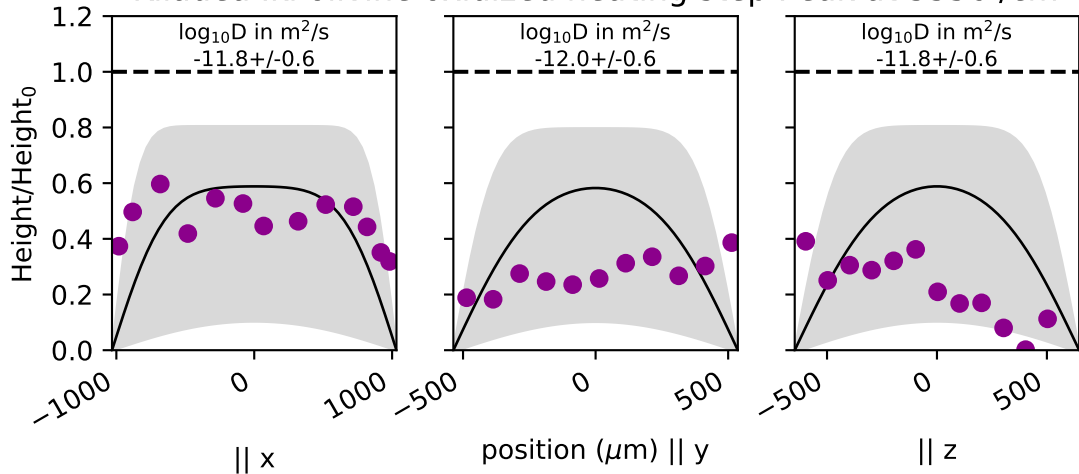 log₁₀D in m²/s
-11.8+/-0.6
log₁₀D in m²/s
-12.0+/-0.6
log₁₀D in m²/s
-11.8+/-0.6
Height/Height₀
1.2
1.0
0.8
0.6
0.4
0.2
0.0
−1000
0
1000
−500
0
500
−500
0
500
|| x
position (μm) || y
|| z